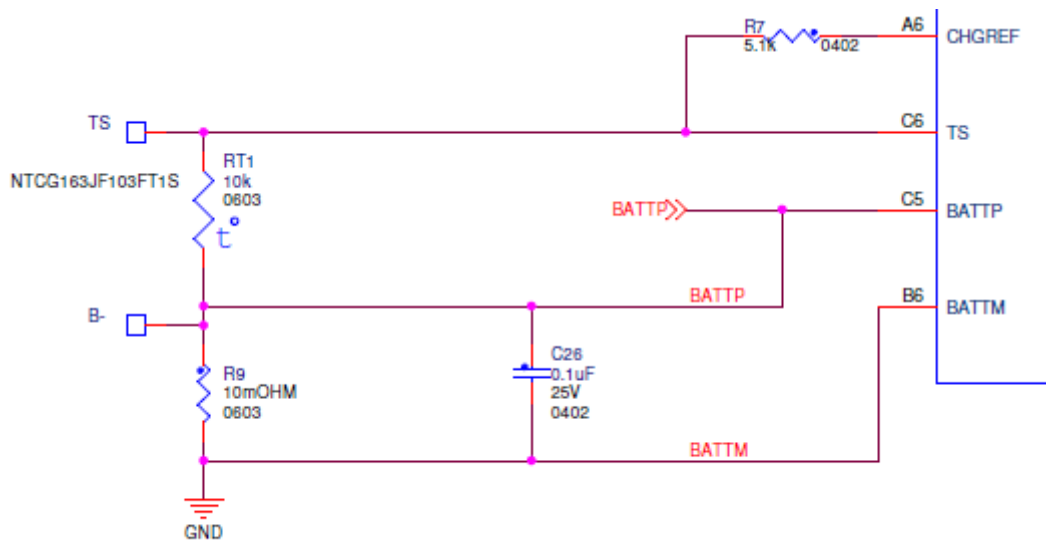 R7
5.1k
0402
A6
CHGREF
TS
C6
TS
RT1
10k
0603
NTCG163JF103FT1S
t°
BATTP
C5
BATTP
BATTP
B-
B6
BATTM
R9
10mOHM
0603
C26
0.1uF
25V
0402
BATTM
GND